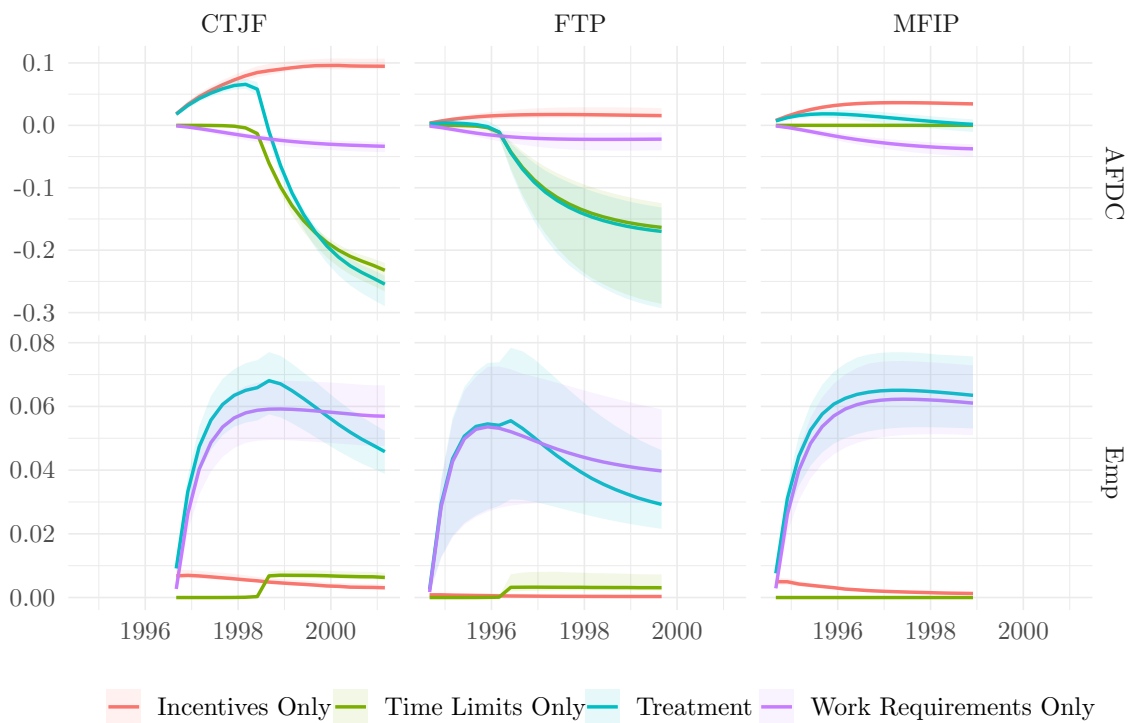 CTJF FTP MFIP
0.1
0.0
-0.1
-0.2
-0.3
AFDC
0.08
0.06
0.04
0.02
0.00
Emp
1996 1998 2000 1996 1998 2000 1996 1998 2000
Incentives Only Time Limits Only Treatment Work Requirements Only